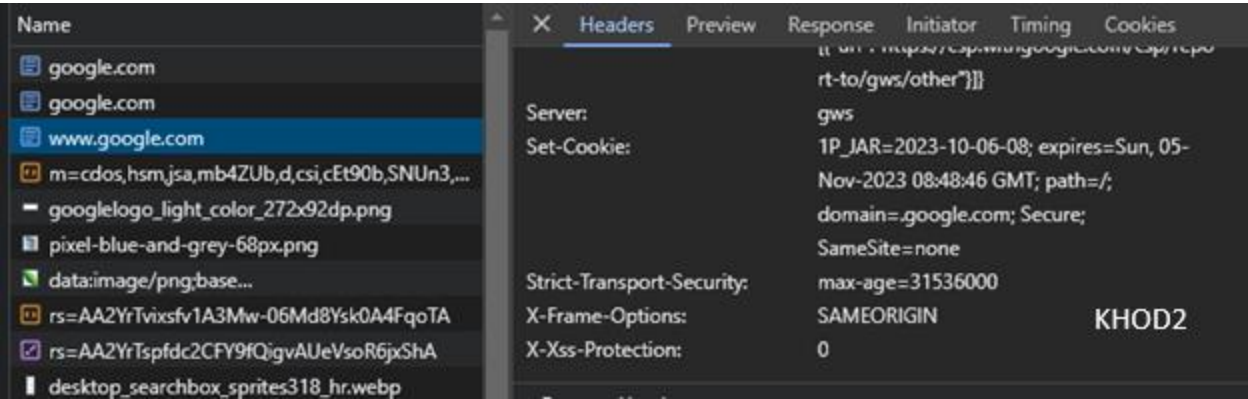 Name
google.com
google.com
www.google.com
m=cdos,hsm,jsa,mb4ZUb,d,csi,cEt90b,SNUn3,...
googlelogo_light_color_272x92dp.png
pixel-blue-and-grey-68px.png
data:image/png;base...
rs=AA2YrTvixsfv1A3Mw-06Md8Ysk0A4FqoTA
rs=AA2YrTspfdc2CFY9fQigvAUeVsoR6jxShA
desktop_searchbox_sprites318_hr.webp
Headers Preview Response Initiator Timing Cookies
rt-to/gws/other"}]}
Server: gws
Set-Cookie: 1P_JAR=2023-10-06-08; expires=Sun, 05-
Nov-2023 08:48:46 GMT; path=/;
domain=.google.com; Secure;
SameSite=none
Strict-Transport-Security: max-age=31536000
X-Frame-Options: SAMEORIGIN
X-Xss-Protection: 0
KHOD2